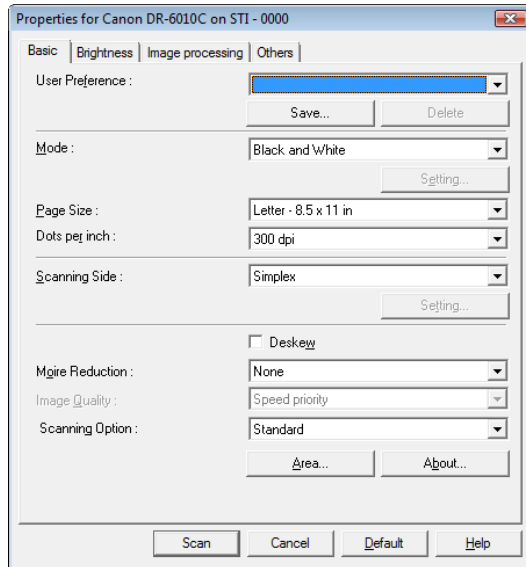 Properties for Canon DR-6010C on STI - 0000
Basic Brightness Image processing Others
User Preference :
Save... Delete
Mode : Black and White
Setting...
Page Size : Letter - 8.5 x 11 in
Dots per inch : 300 dpi
Scanning Side : Simplex
Setting...
Deskew
Moire Reduction : None
Image Quality : Speed priority
Scanning Option : Standard
Area... About...
Scan Cancel Default Help